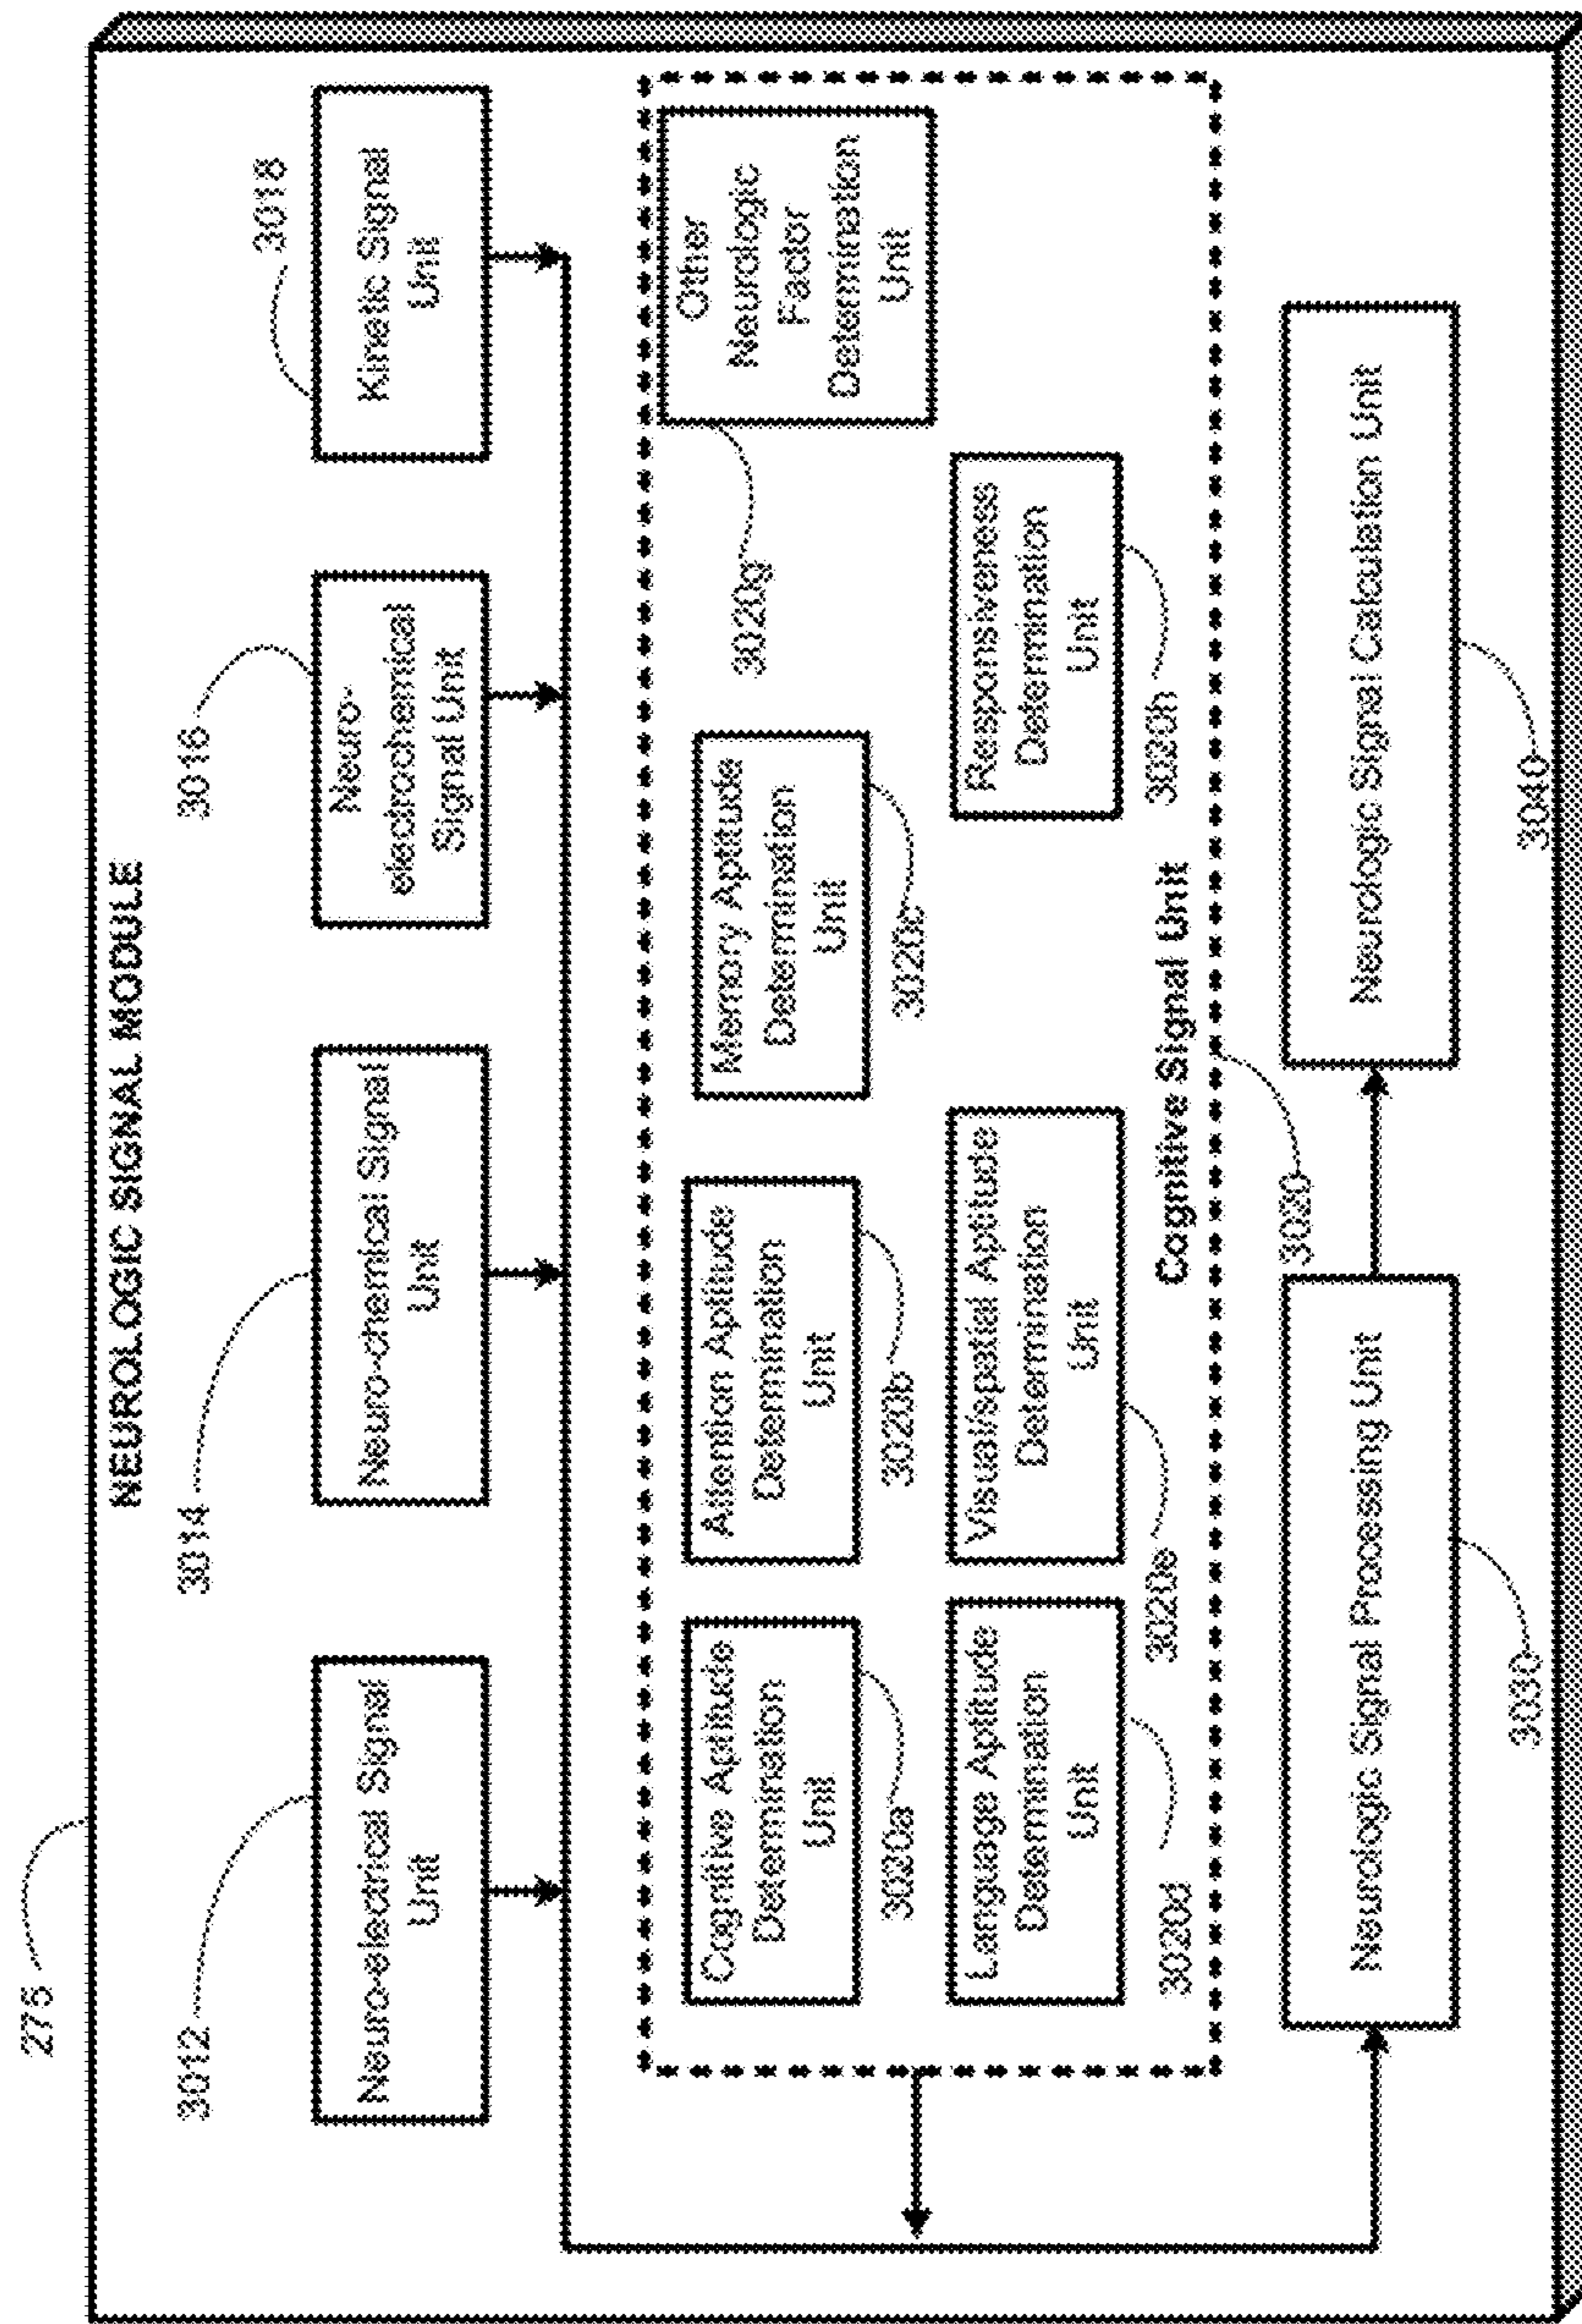 275
NEUROLOGIC SIGNAL MODULE
3012
3014
3016
3018
Neuro-electrical Signal
Unit
Neuro-chemical Signal
Unit
Neuro-
electrochemical
Signal Unit
Kinetic Signal
Unit
Cognitive Aptitude
Determination
Unit
3020a
Attention Aptitude
Determination
Unit
3020b
Memory Aptitude
Determination
Unit
3020c
Other
Neurologic
Factor
Determination
Unit
3020g
Language Aptitude
Determination
Unit
3020d
Visual/spatial Aptitude
Determination
Unit
3020e
Responsiveness
Determination
Unit
3020h
Cognitive Signal Unit
3020
Neurologic Signal Processing Unit
3030
Neurologic Signal Calculation Unit
3040